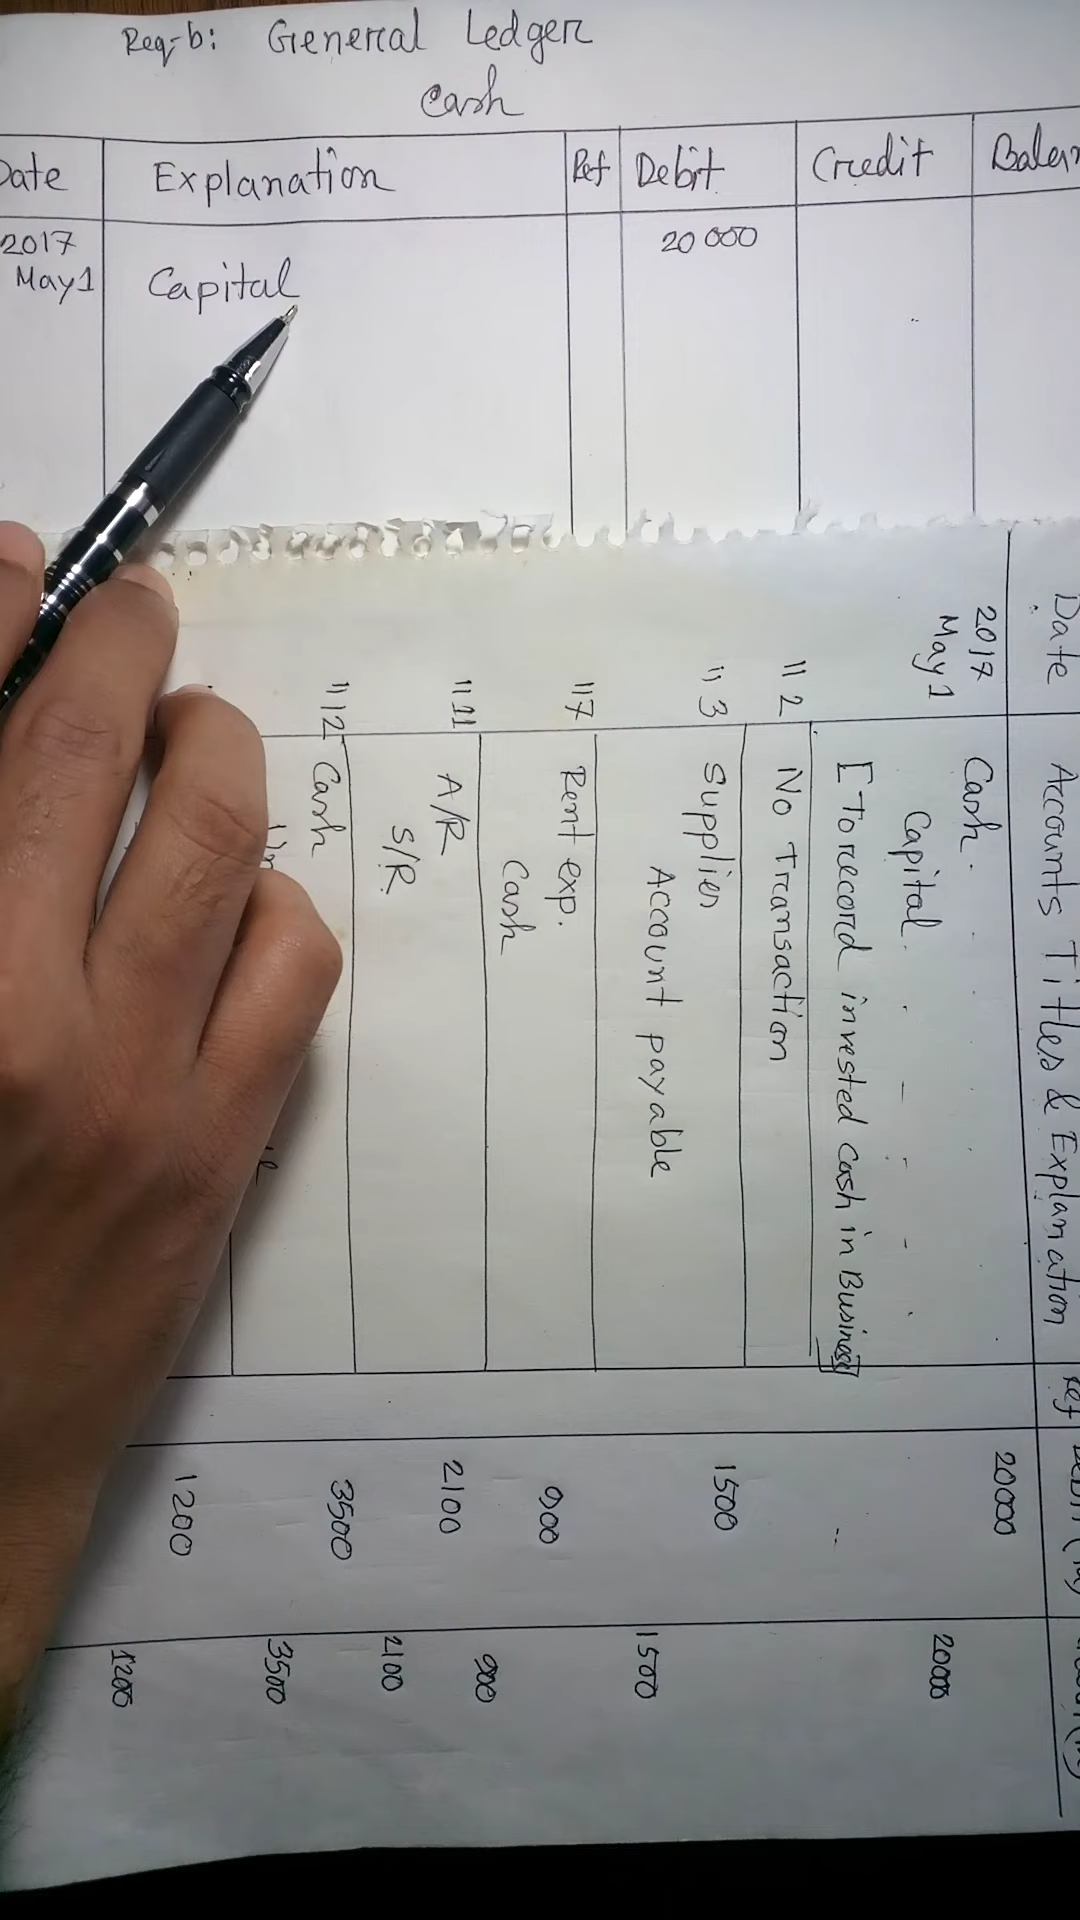 Req-b: General Ledger
Cash
Date Explanation Ref Debit Credit
2017 20 000
May 1 Capital
Date Accounts Titles & Explanation Ref
2017
May 1 Cash. 20000
Capital. 20000
[To record invested cash in Business]
" 2 No Transaction
" 3 Supplies 1500
Account payable 1500
" 7 Rent exp. 900
Cash 900
" 11 A/R 2100
S/R 2100
" 12 Cash 3500
3500
1200
1200